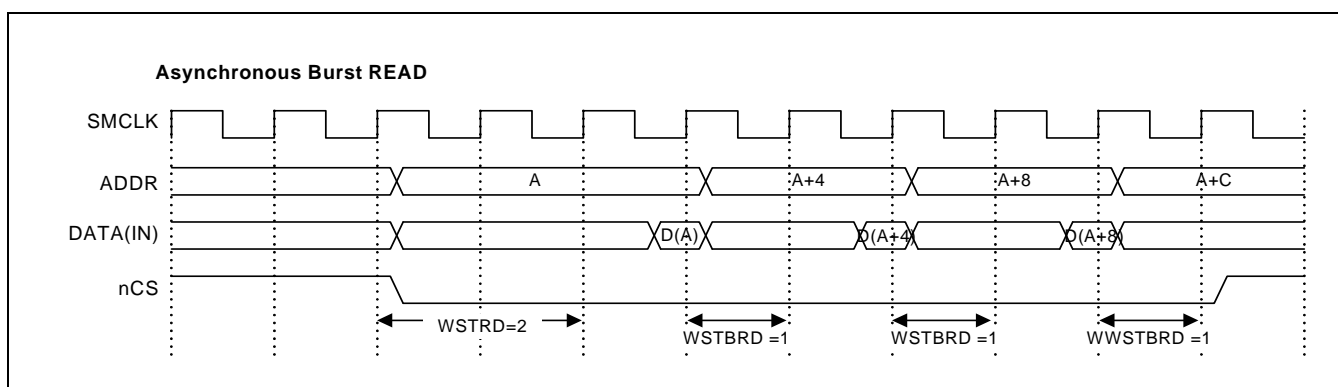 Asynchronous Burst READ
SMCLK
ADDR
A
A+4
A+8
A+C
DATA(IN)
D(A)
D(A+4)
D(A+8)
nCS
WSTRD=2
WSTBRD =1
WSTBRD =1
WWSTBRD =1